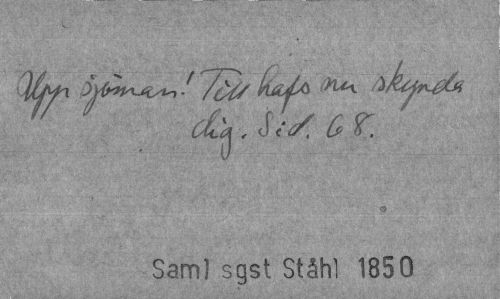 Upp sjöman! Till hafs nu skynda
dig. Sid. 68.
Saml sgst Ståhl 1850